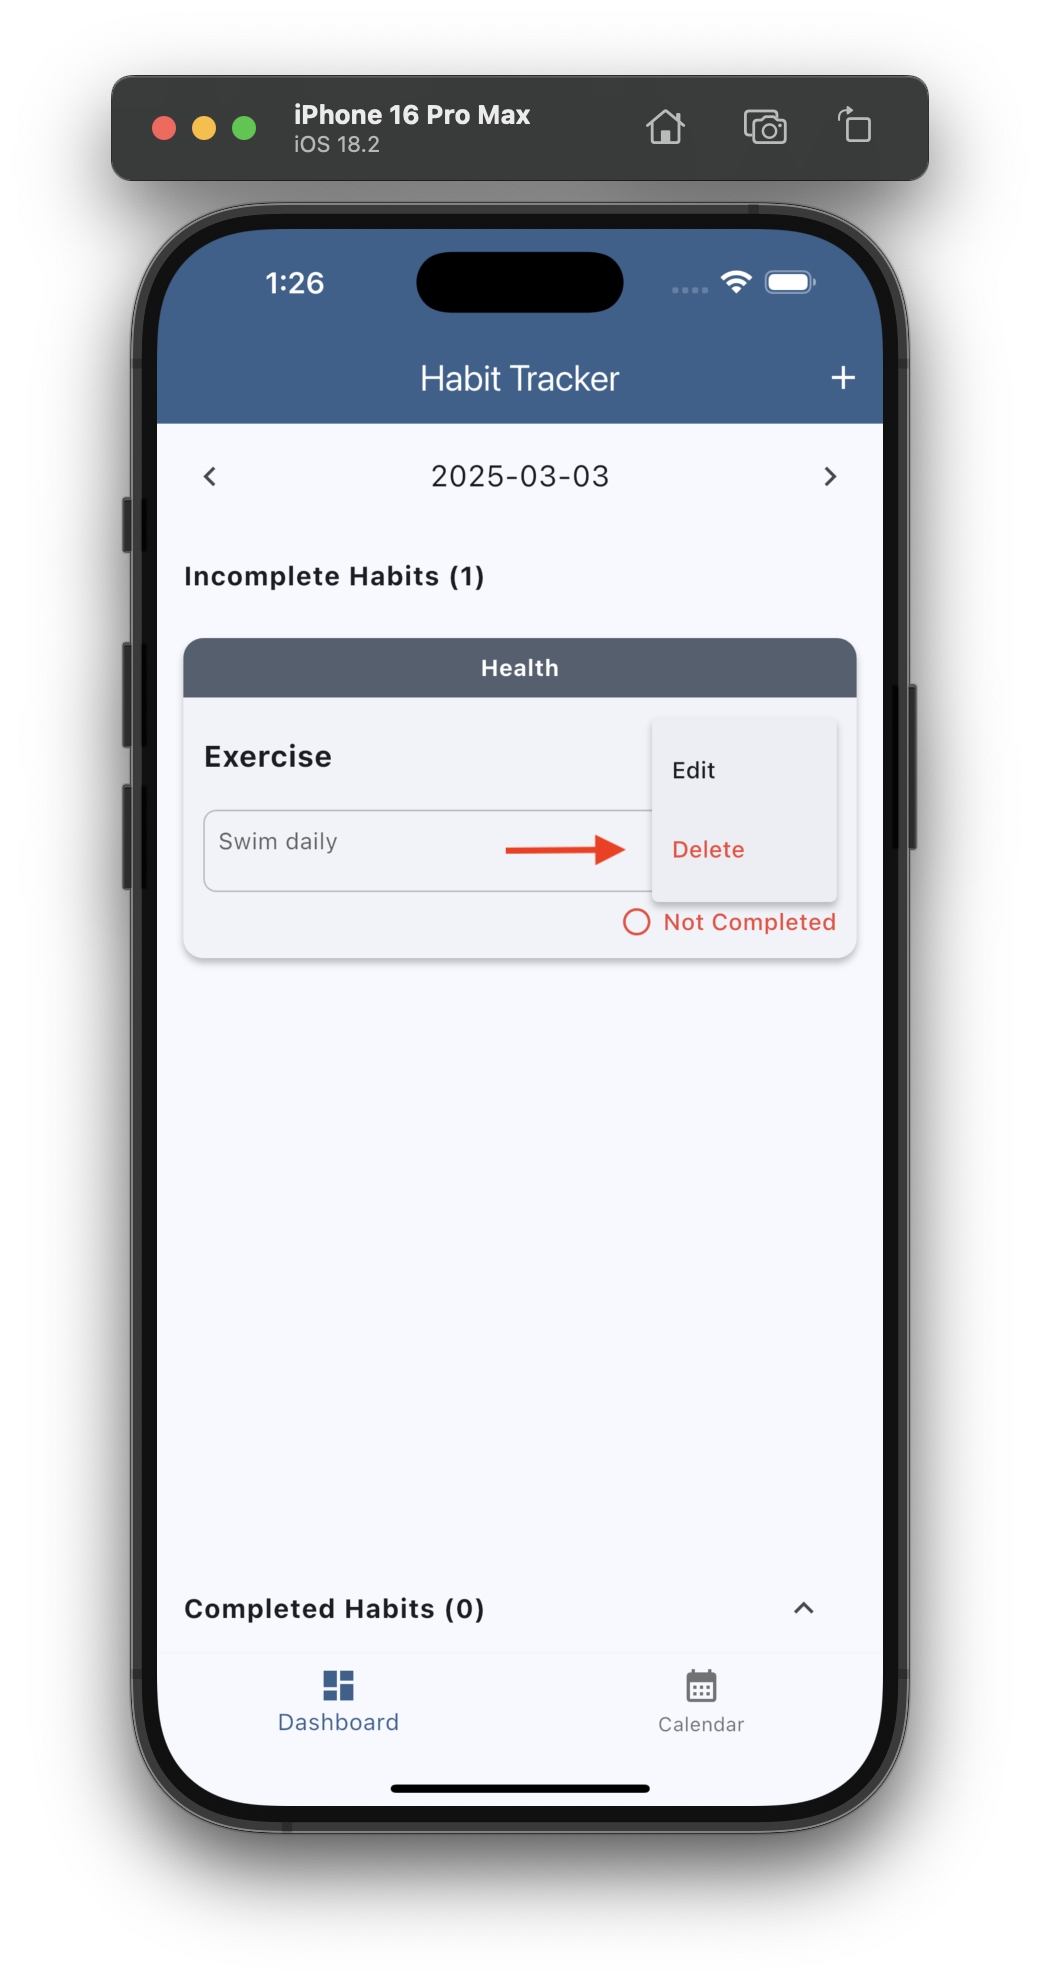 iPhone 16 Pro Max
iOS 18.2
1:26
Habit Tracker
2025-03-03
Incomplete Habits (1)
Health
Exercise
Edit
Swim daily
Delete
Not Completed
Completed Habits (0)
Dashboard
Calendar